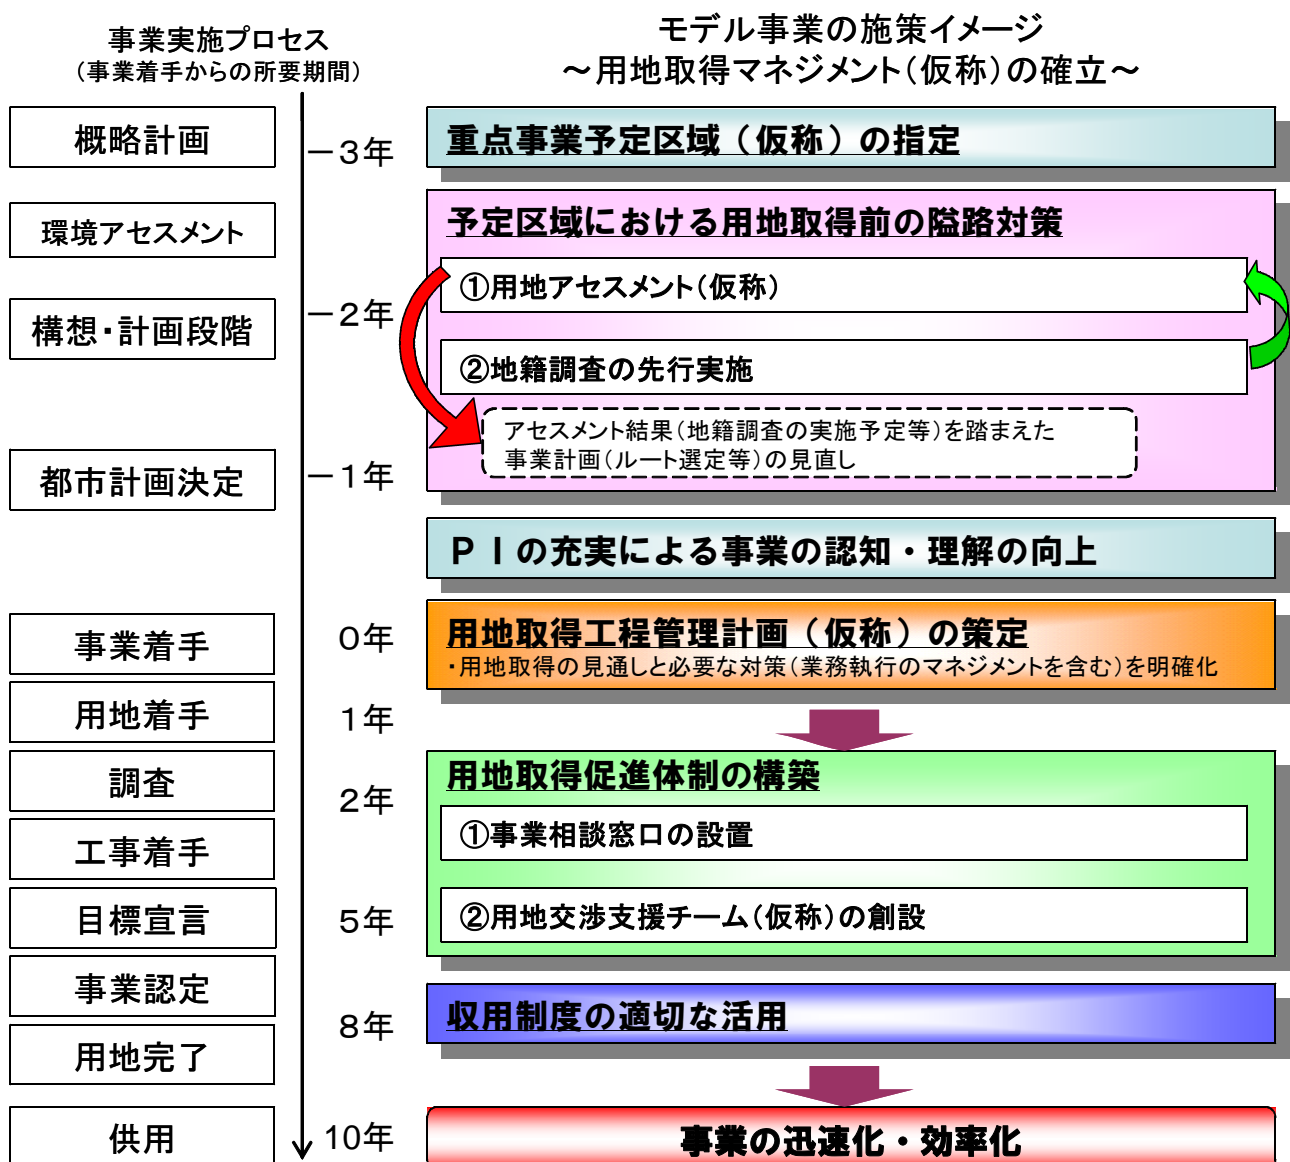 事業実施プロセス
（事業着手からの所要期間）
モデル事業の施策イメージ
～用地取得マネジメント（仮称）の確立～
概略計画
－３年
重点事業予定区域（仮称）の指定
環境アセスメント
予定区域における用地取得前の隘路対策
①用地アセスメント（仮称）
構想・計画段階
－２年
②地籍調査の先行実施
アセスメント結果（地籍調査の実施予定等）を踏まえた
事業計画（ルート選定等）の見直し
都市計画決定
－１年
ＰＩの充実による事業の認知・理解の向上
事業着手
０年
用地取得工程管理計画（仮称）の策定
・用地取得の見通しと必要な対策（業務執行のマネジメントを含む）を明確化
用地着手
１年
調査
２年
用地取得促進体制の構築
①事業相談窓口の設置
工事着手
目標宣言
５年
②用地交渉支援チーム（仮称）の創設
事業認定
８年
収用制度の適切な活用
用地完了
供用
10年
事業の迅速化・効率化